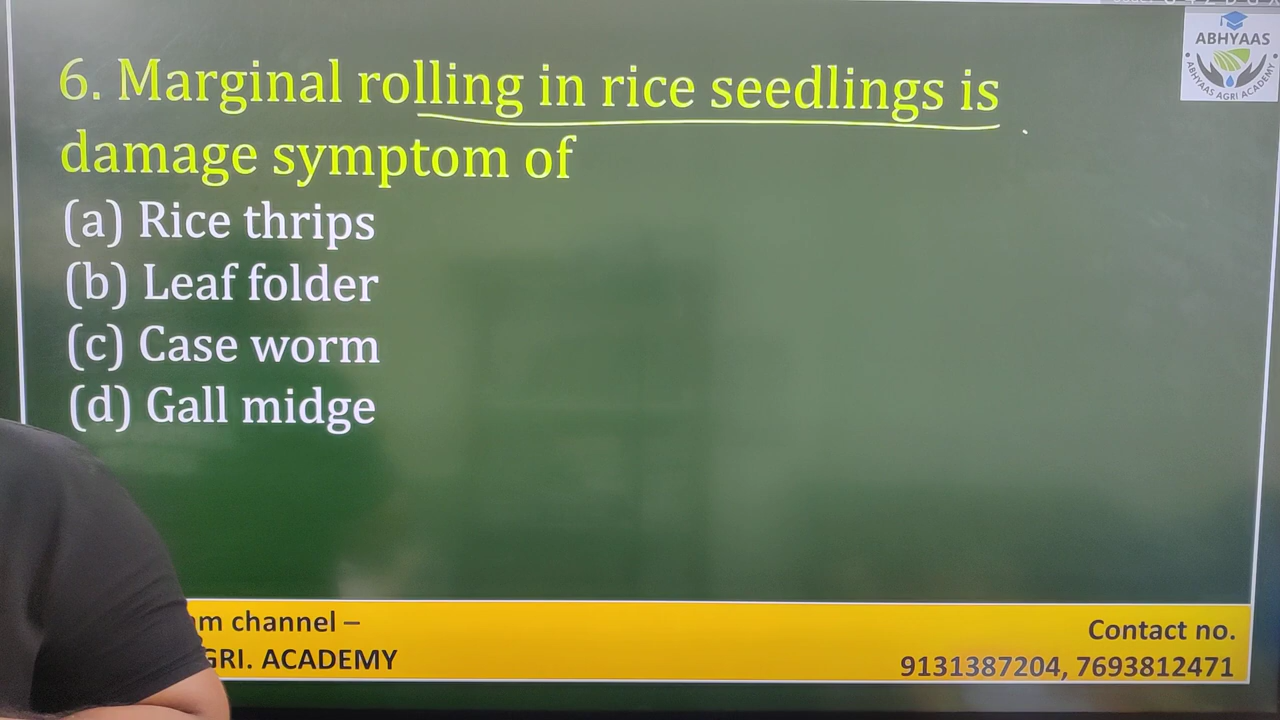 6. Marginal rolling in rice seedlings is
damage symptom of
(a) Rice thrips
(b) Leaf folder
(c) Case worm
(d) Gall midge
ABHYAAS
ABHYAAS AGRI ACADEMY
channel –
ACADEMY
Contact no.
9131387204, 7693812471